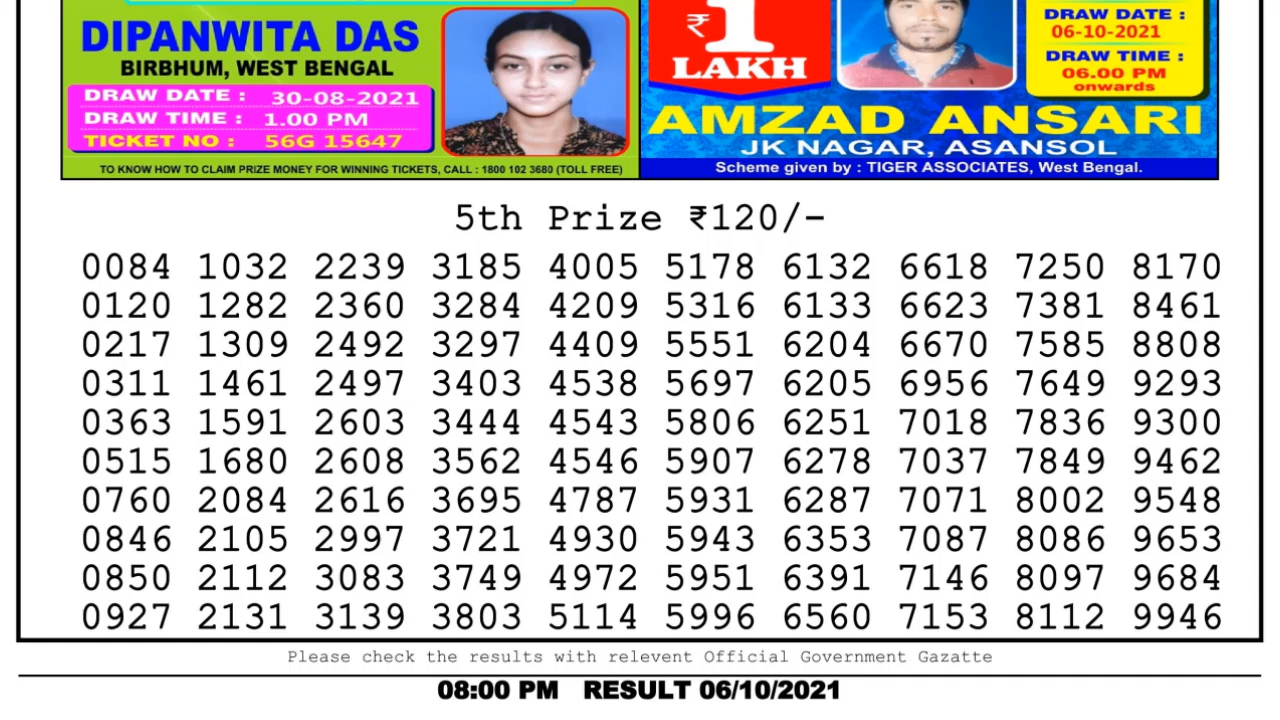 DIPANWITA DAS
BIRBHUM, WEST BENGAL
DRAW DATE : 30-08-2021
DRAW TIME : 1.00 PM
TICKET NO : 56G 15647
TO KNOW HOW TO CLAIM PRIZE MONEY FOR WINNING TICKETS, CALL : 1800 102 3680 (TOLL FREE)
₹1
LAKH
DRAW DATE :
06-10-2021
DRAW TIME :
06.00 PM
onwards
AMZAD ANSARI
JK NAGAR, ASANSOL
Scheme given by : TIGER ASSOCIATES, West Bengal.
5th Prize ₹120/-
0084 1032 2239 3185 4005 5178 6132 6618 7250 8170
0120 1282 2360 3284 4209 5316 6133 6623 7381 8461
0217 1309 2492 3297 4409 5551 6204 6670 7585 8808
0311 1461 2497 3403 4538 5697 6205 6956 7649 9293
0363 1591 2603 3444 4543 5806 6251 7018 7836 9300
0515 1680 2608 3562 4546 5907 6278 7037 7849 9462
0760 2084 2616 3695 4787 5931 6287 7071 8002 9548
0846 2105 2997 3721 4930 5943 6353 7087 8086 9653
0850 2112 3083 3749 4972 5951 6391 7146 8097 9684
0927 2131 3139 3803 5114 5996 6560 7153 8112 9946
Please check the results with relevent Official Government Gazatte
08:00 PM RESULT 06/10/2021